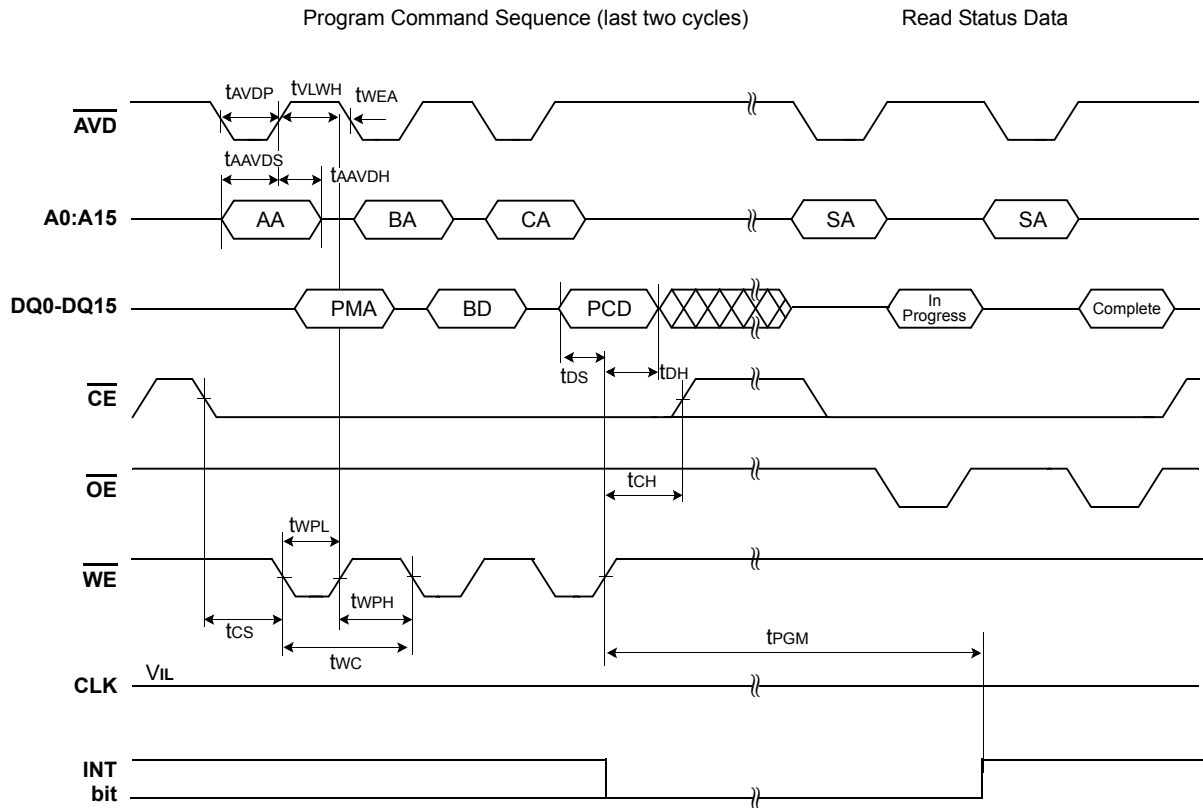 Program Command Sequence (last two cycles) Read Status Data
tAVDP tVLWH tWEA
AVD
tAAVDS tAAVDH
A0:A15 AA BA CA SA SA
DQ0-DQ15 PMA BD PCD In Progress Complete
tDS tDH
CE
OE
tCH
tWPL
WE
tWPH
tCS
tWC
tPGM
CLK VIL
INT
bit